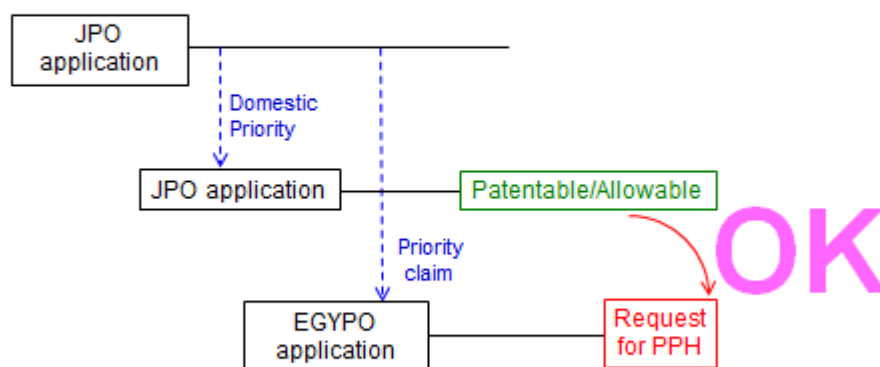 JPO
application
Domestic
Priority
JPO application
Patentable/Allowable
OK
Priority
claim
EGYPO
application
Request
for PPH